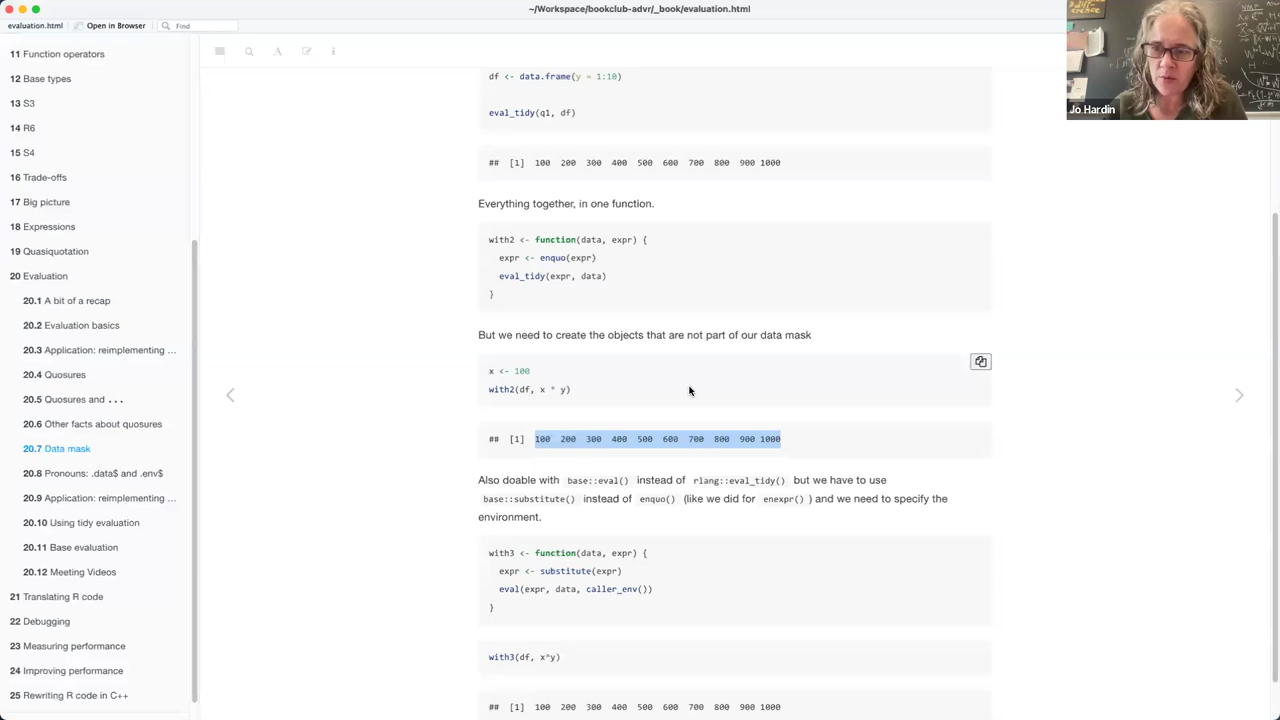 ~/Workspace/bookclub-advr/_book/evaluation.html
evaluation.html
Open in Browser
Find
11 Function operators
12 Base types
13 S3
14 R6
15 S4
16 Trade-offs
17 Big picture
18 Expressions
19 Quasiquotation
20 Evaluation
20.1 A bit of a recap
20.2 Evaluation basics
20.3 Application: reimplementing …
20.4 Quosures
20.5 Quosures and ...
20.6 Other facts about quosures
20.7 Data mask
20.8 Pronouns: .data$ and .env$
20.9 Application: reimplementing …
20.10 Using tidy evaluation
20.11 Base evaluation
20.12 Meeting Videos
21 Translating R code
22 Debugging
23 Measuring performance
24 Improving performance
25 Rewriting R code in C++
df <- data.frame(y = 1:10)
eval_tidy(q1, df)
## [1] 100 200 300 400 500 600 700 800 900 1000
Everything together, in one function.
with2 <- function(data, expr) {
expr <- enquo(expr)
eval_tidy(expr, data)
}
But we need to create the objects that are not part of our data mask
x <- 100
with2(df, x * y)
## [1] 100 200 300 400 500 600 700 800 900 1000
Also doable with base::eval() instead of rlang::eval_tidy() but we have to use
base::substitute() instead of enquo() (like we did for enexpr() ) and we need to specify the
environment.
with3 <- function(data, expr) {
expr <- substitute(expr)
eval(expr, data, caller_env())
}
with3(df, x*y)
## [1] 100 200 300 400 500 600 700 800 900 1000
Jo Hardin